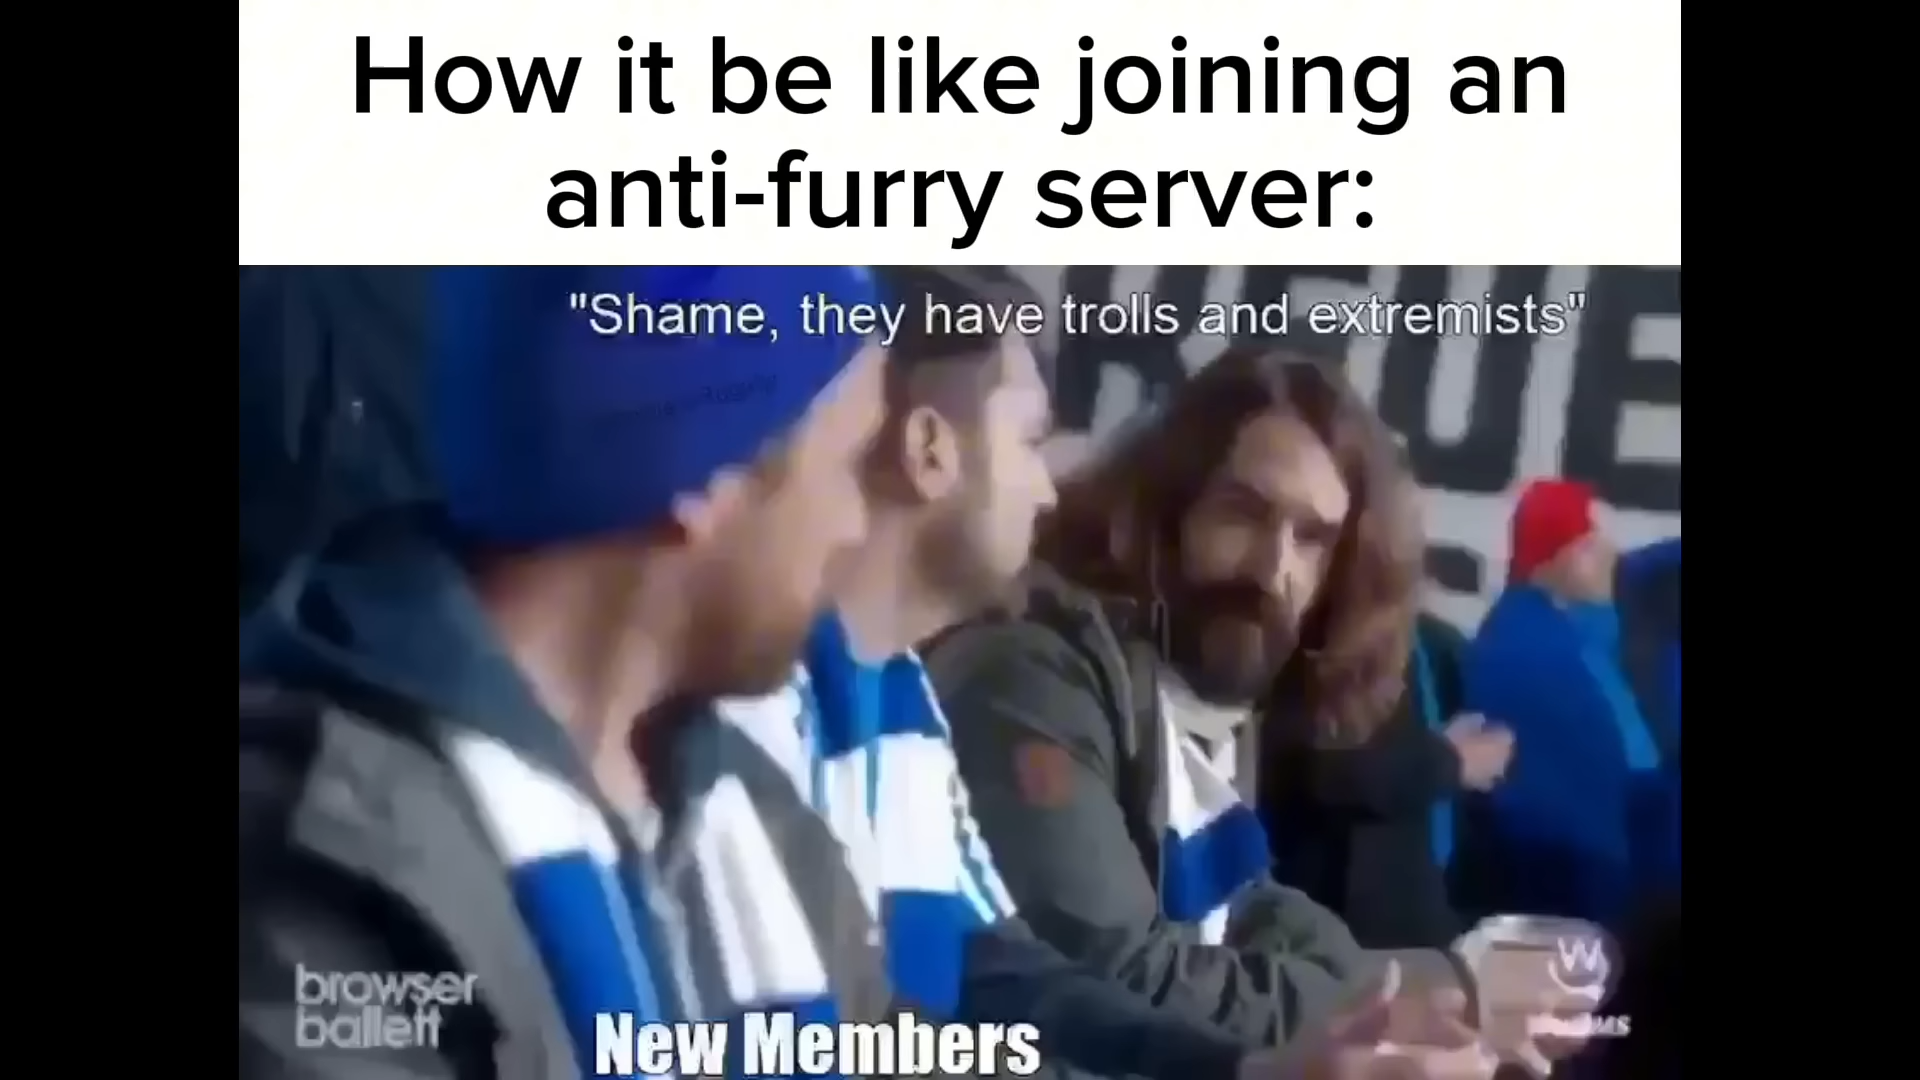 How it be like joining an
anti-furry server:
"Shame, they have trolls and extremists"
browser
ballett
New Members